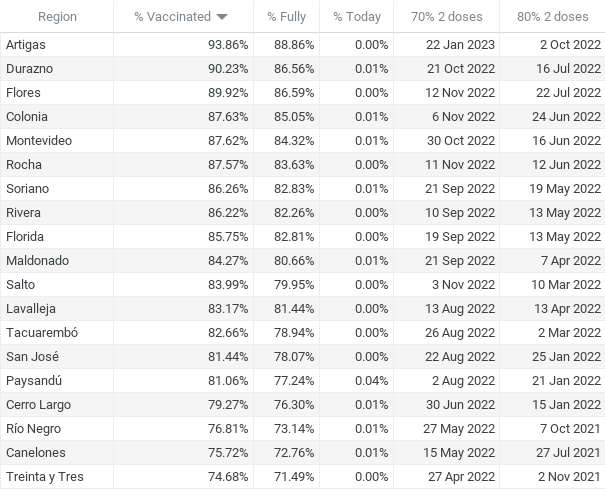 Region % Vaccinated % Fully % Today 70% 2 doses 80% 2 doses
Artigas 93.86% 88.86% 0.00% 22 Jan 2023 2 Oct 2022
Durazno 90.23% 86.56% 0.01% 21 Oct 2022 16 Jul 2022
Flores 89.92% 86.59% 0.00% 12 Nov 2022 22 Jul 2022
Colonia 87.63% 85.05% 0.01% 6 Nov 2022 24 Jun 2022
Montevideo 87.62% 84.32% 0.01% 30 Oct 2022 16 Jun 2022
Rocha 87.57% 83.63% 0.00% 11 Nov 2022 12 Jun 2022
Soriano 86.26% 82.83% 0.01% 21 Sep 2022 19 May 2022
Rivera 86.22% 82.26% 0.00% 10 Sep 2022 13 May 2022
Florida 85.75% 82.81% 0.00% 19 Sep 2022 13 May 2022
Maldonado 84.27% 80.66% 0.01% 21 Sep 2022 7 Apr 2022
Salto 83.99% 79.95% 0.00% 3 Nov 2022 10 Mar 2022
Lavalleja 83.17% 81.44% 0.00% 13 Aug 2022 13 Apr 2022
Tacuarembó 82.66% 78.94% 0.00% 26 Aug 2022 2 Mar 2022
San José 81.44% 78.07% 0.00% 22 Aug 2022 25 Jan 2022
Paysandú 81.06% 77.24% 0.04% 2 Aug 2022 21 Jan 2022
Cerro Largo 79.27% 76.30% 0.01% 30 Jun 2022 15 Jan 2022
Río Negro 76.81% 73.14% 0.01% 27 May 2022 7 Oct 2021
Canelones 75.72% 72.76% 0.01% 15 May 2022 27 Jul 2021
Treinta y Tres 74.68% 71.49% 0.00% 27 Apr 2022 2 Nov 2021